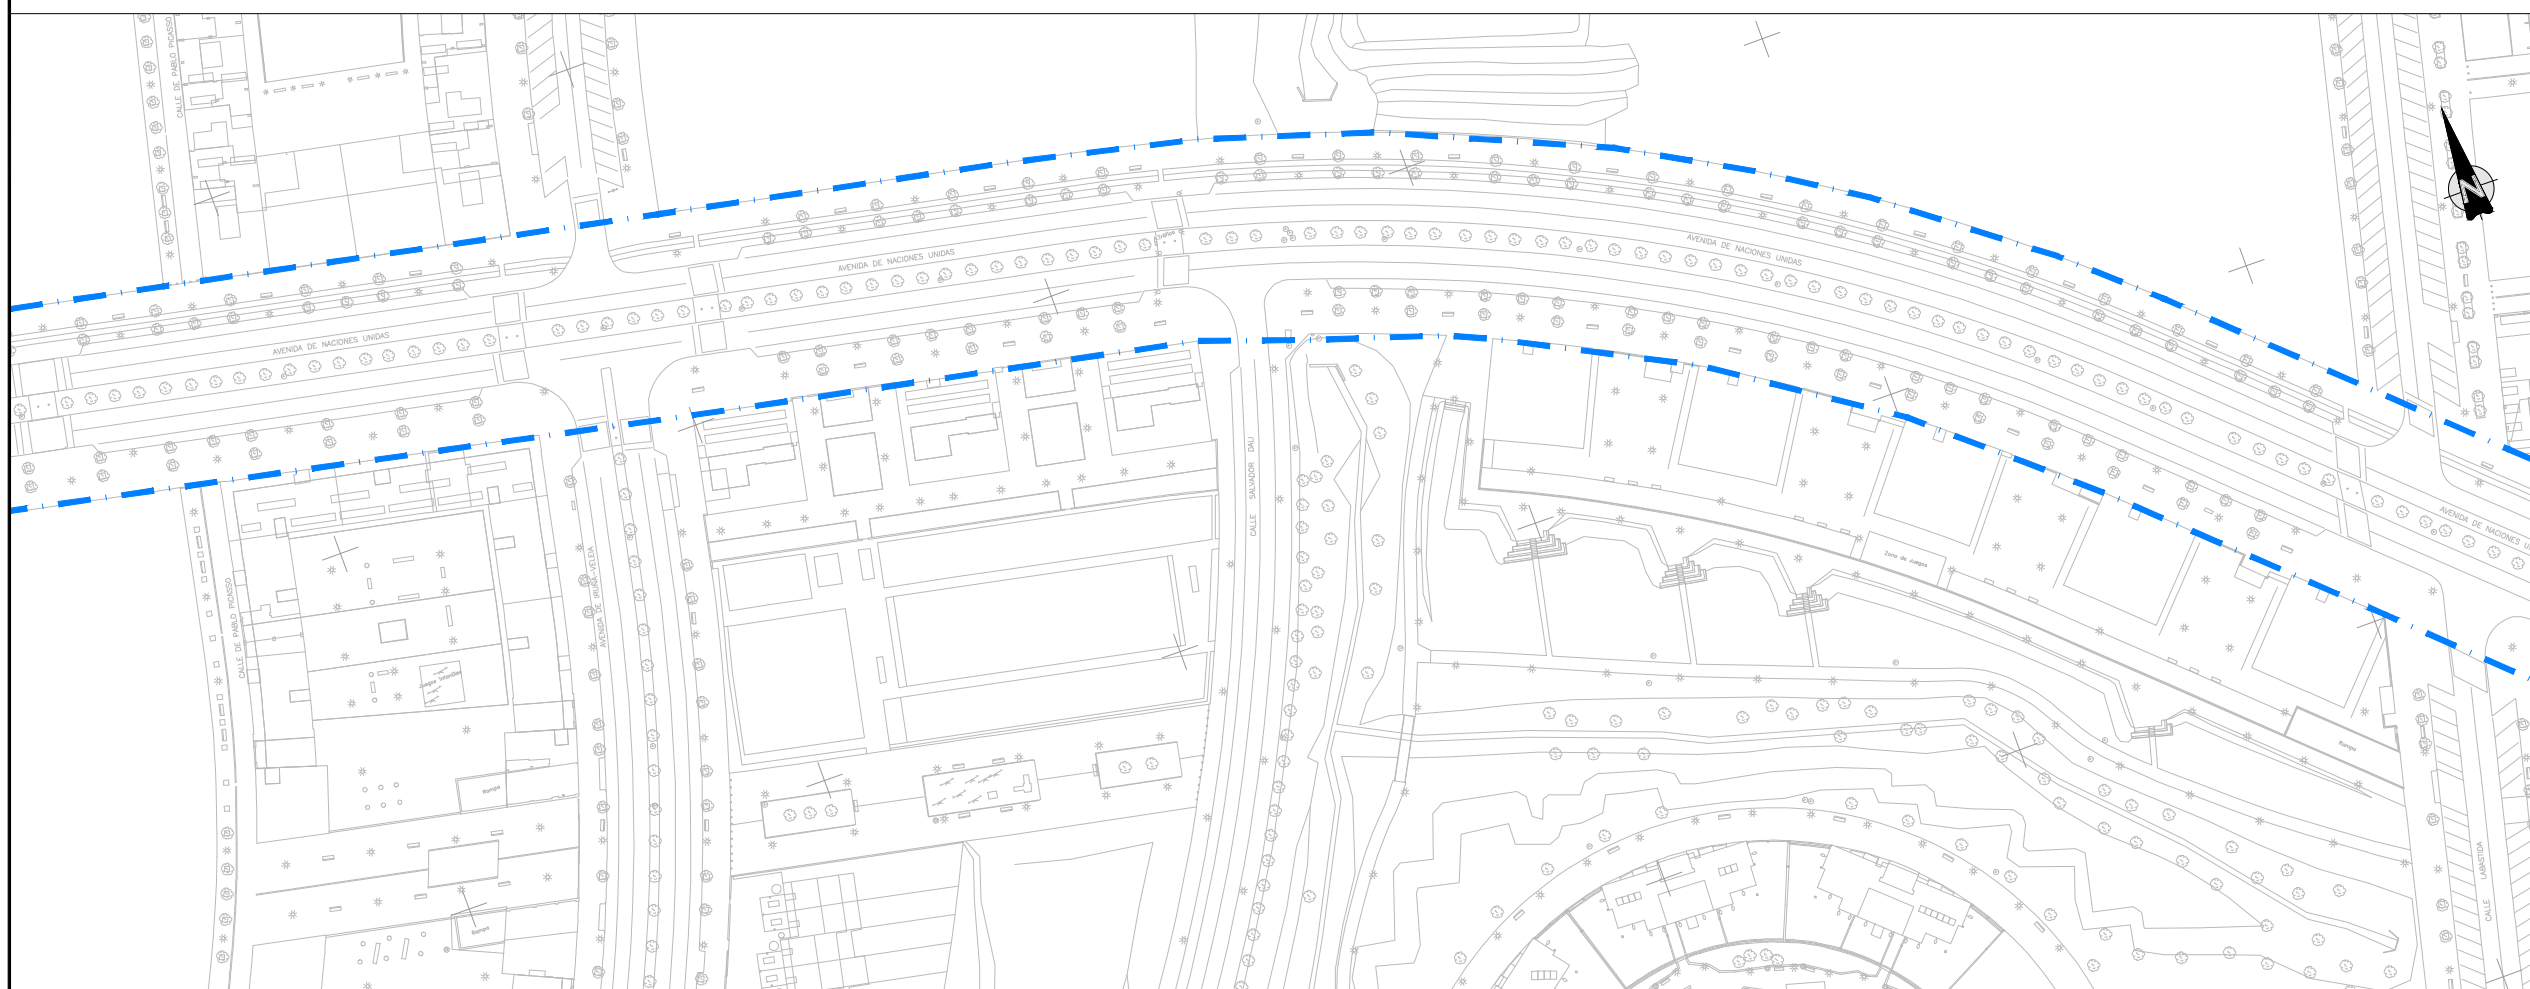 CALLE DE PABLO PICASSO
AVENIDA DE NACIONES UNIDAS
AVENIDA DE NACIONES UNIDAS
N
AVENIDA DE NACIONES UNIDAS
CALLE SALVADOR DALI
AVENIDA DE NACIONES U
Zona de Juegos
AVENIDA DE IRUÑA-VELEIA
CALLE DE PABLO PICASSO
Juegos Infantiles
Rampa
Rampa
CALLE LABASTIDA
Rampa